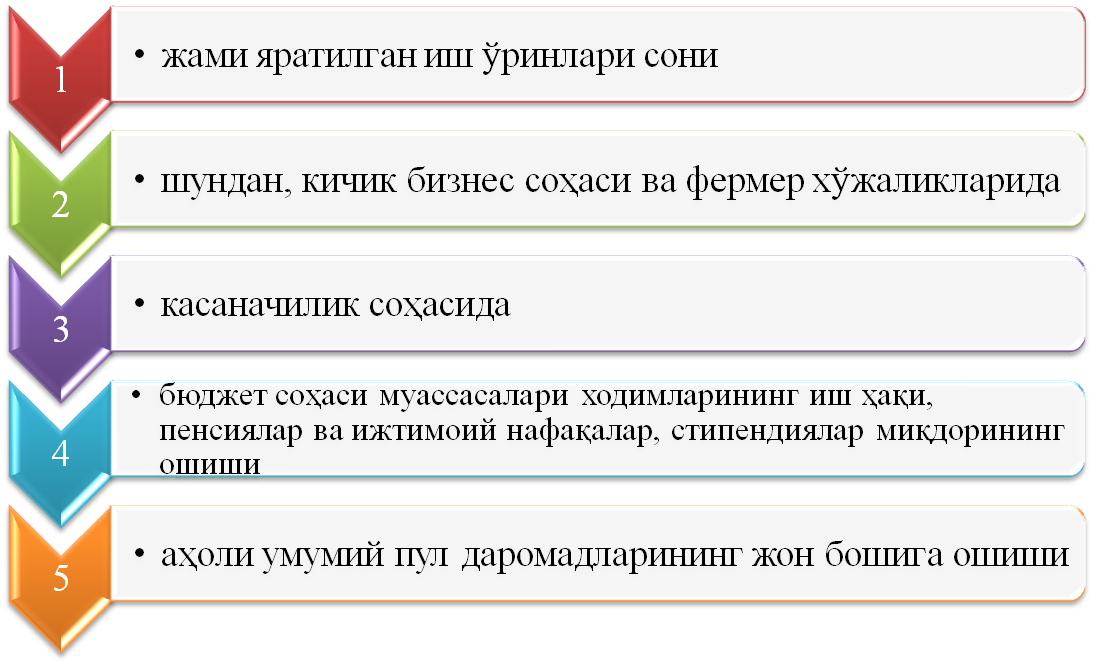 1
• жами яратилган иш ўринлари сони
2
• шундан, кичик бизнес соҳаси ва фермер хўжаликларида
3
• касаначилик соҳасида
4
• бюджет соҳаси муассасалари ходимларининг иш ҳақи,
пенсиялар ва ижтимоий нафақалар, стипендиялар миқдорининг
ошиши
5
• аҳоли умумий пул даромадларининг жон бошига ошиши